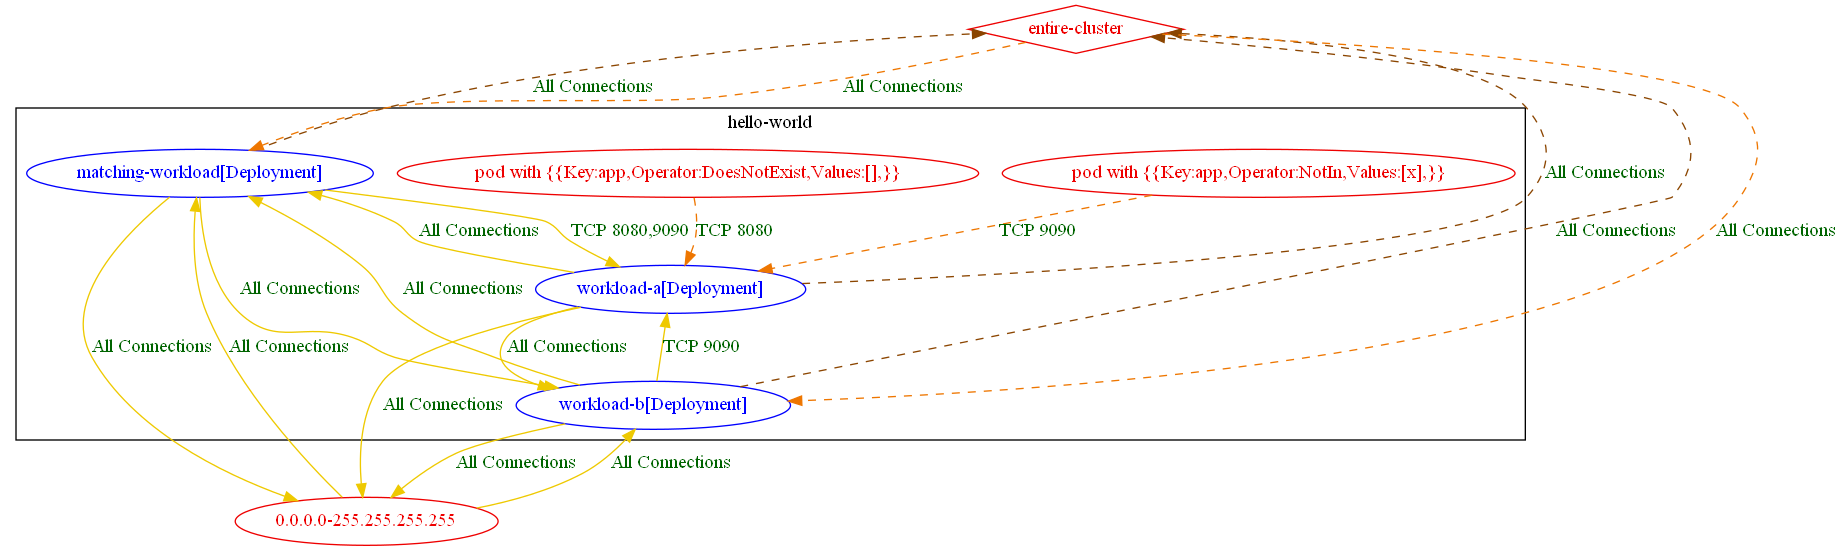 entire-cluster
All Connections
All Connections
hello-world
matching-workload[Deployment]
pod with {{Key:app,Operator:DoesNotExist,Values:[],}}
pod with {{Key:app,Operator:NotIn,Values:[x],}}
All Connections
All Connections
TCP 8080,9090
TCP 8080
TCP 9090
All Connections
All Connections
workload-a[Deployment]
All Connections
All Connections
All Connections
All Connections
All Connections
TCP 9090
All Connections
workload-b[Deployment]
All Connections
All Connections
0.0.0.0-255.255.255.255